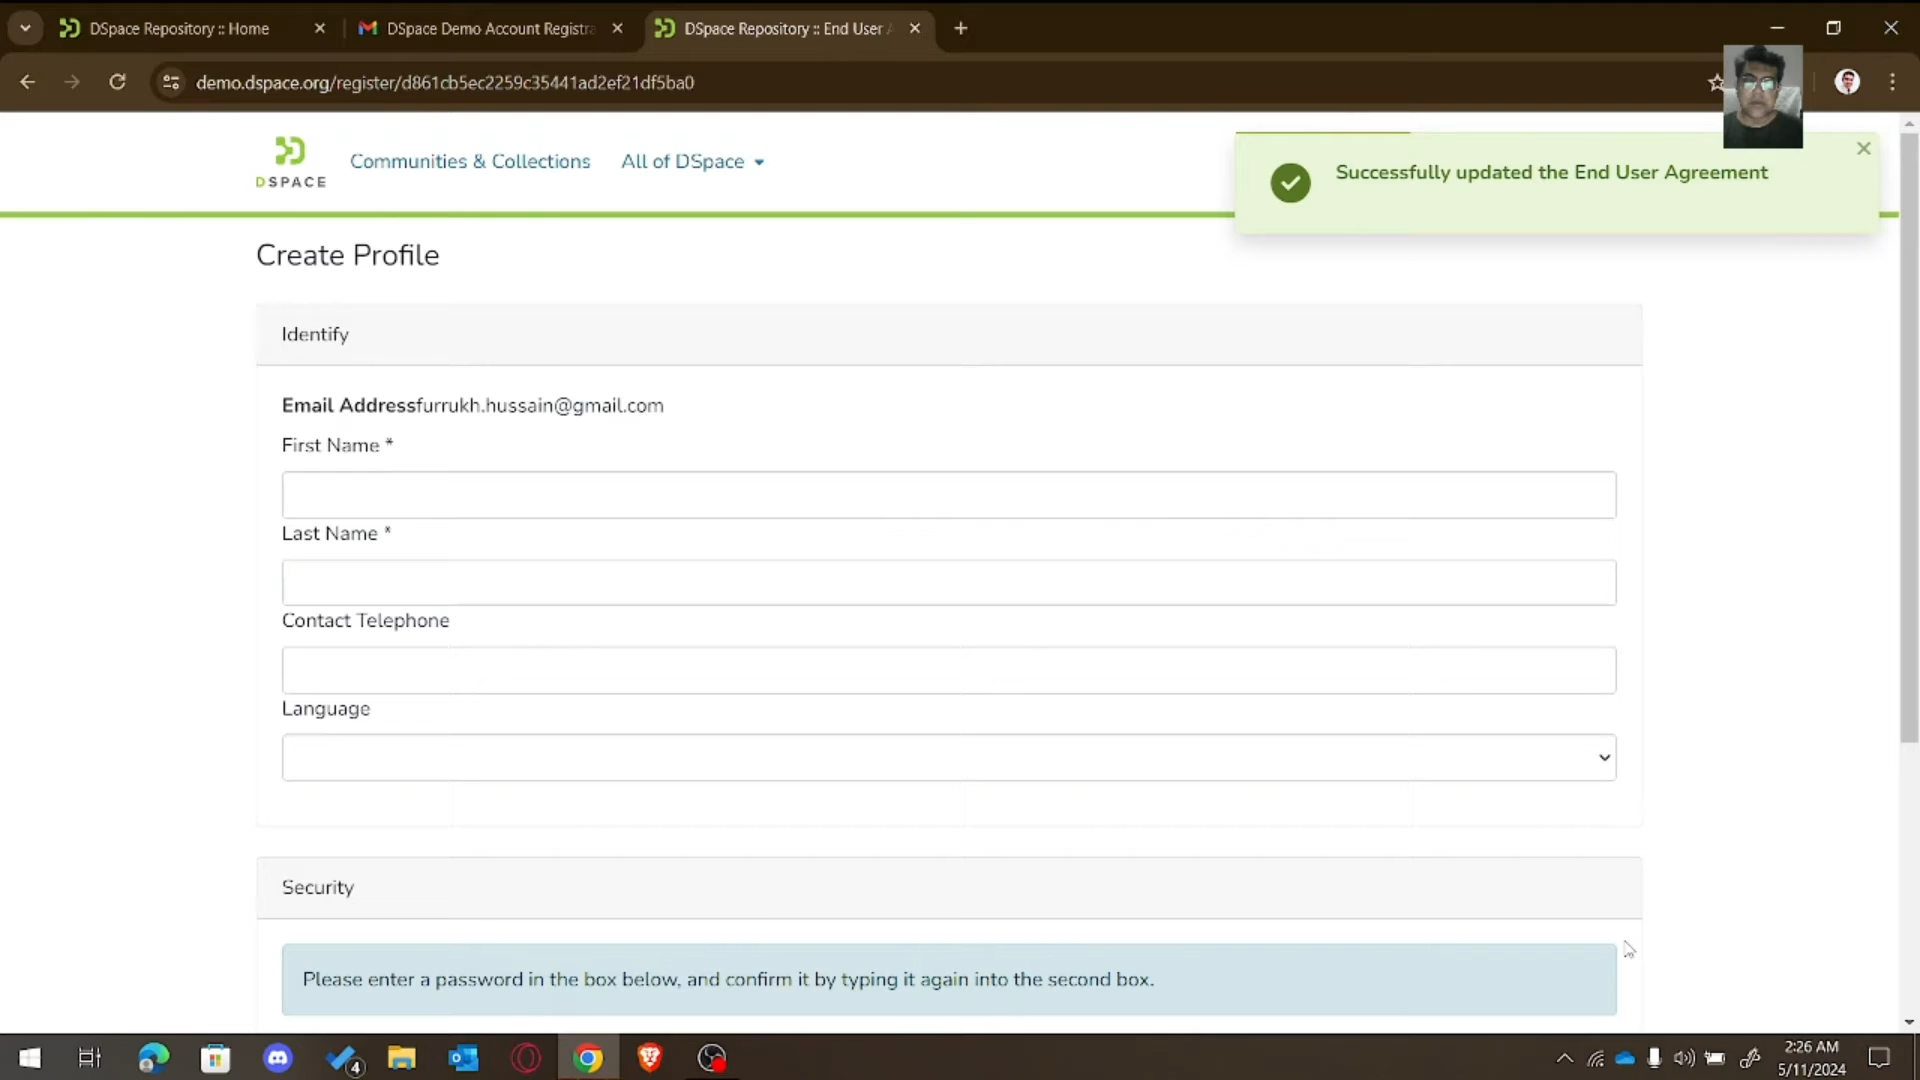 DSpace Repository :: Home
DSpace Demo Account Registra
DSpace Repository :: End User A
demo.dspace.org/register/d861cb5ec2259c35441ad2ef21df5ba0
DSPACE
Communities & Collections
All of DSpace
Successfully updated the End User Agreement
Create Profile
Identify
Email Addressfurrukh.hussain@gmail.com
First Name *
Last Name *
Contact Telephone
Language
Security
Please enter a password in the box below, and confirm it by typing it again into the second box.
4
2:26 AM
5/11/2024